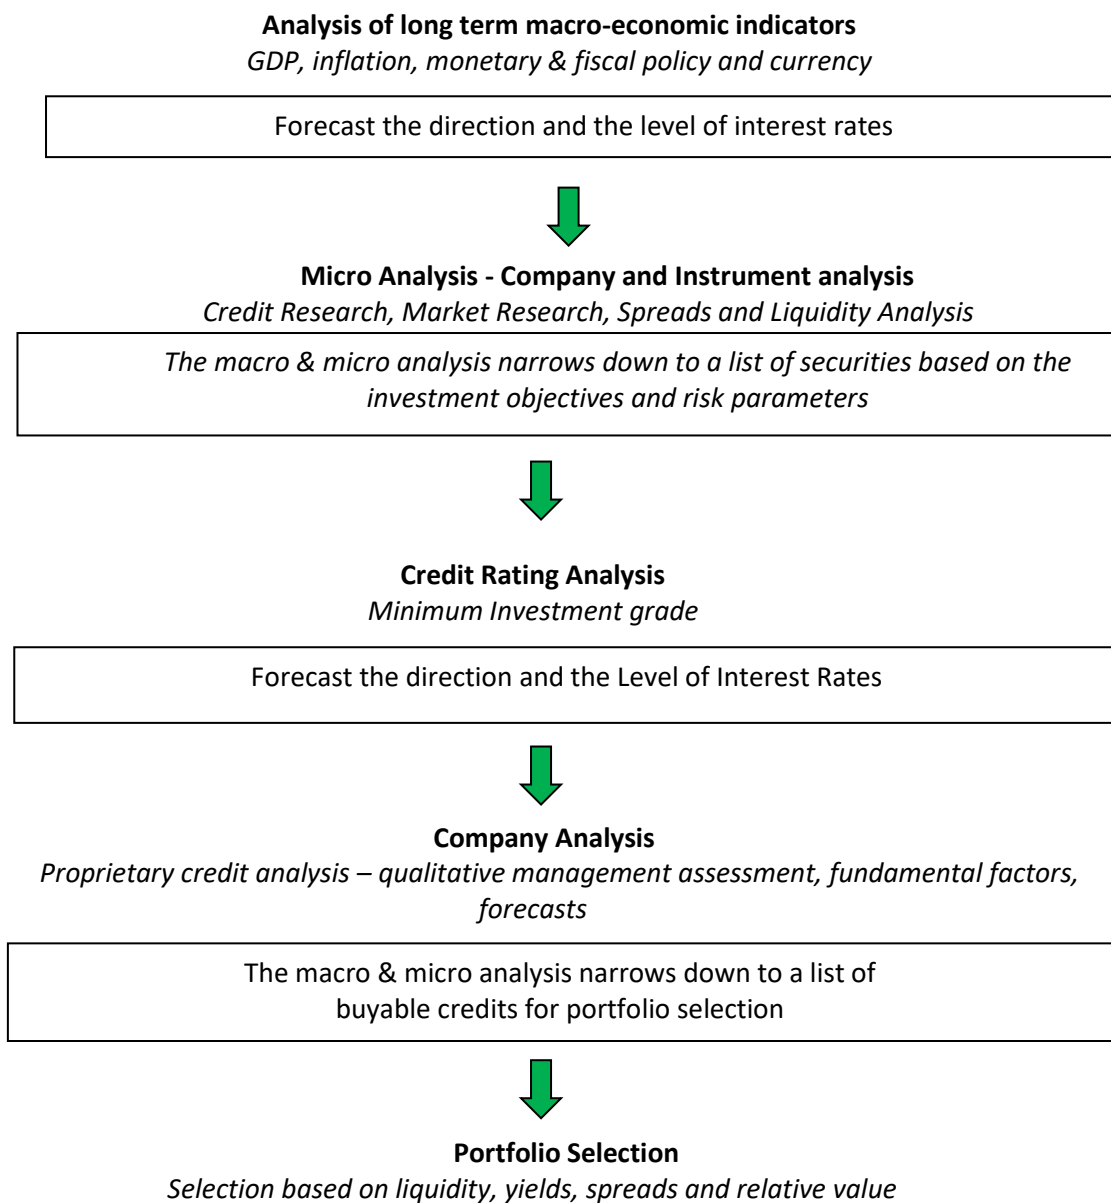 Analysis of long term macro-economic indicators
GDP, inflation, monetary & fiscal policy and currency
Forecast the direction and the level of interest rates
Micro Analysis - Company and Instrument analysis
Credit Research, Market Research, Spreads and Liquidity Analysis
The macro & micro analysis narrows down to a list of securities based on the
investment objectives and risk parameters
Credit Rating Analysis
Minimum Investment grade
Forecast the direction and the Level of Interest Rates
Company Analysis
Proprietary credit analysis – qualitative management assessment, fundamental factors,
forecasts
The macro & micro analysis narrows down to a list of
buyable credits for portfolio selection
Portfolio Selection
Selection based on liquidity, yields, spreads and relative value